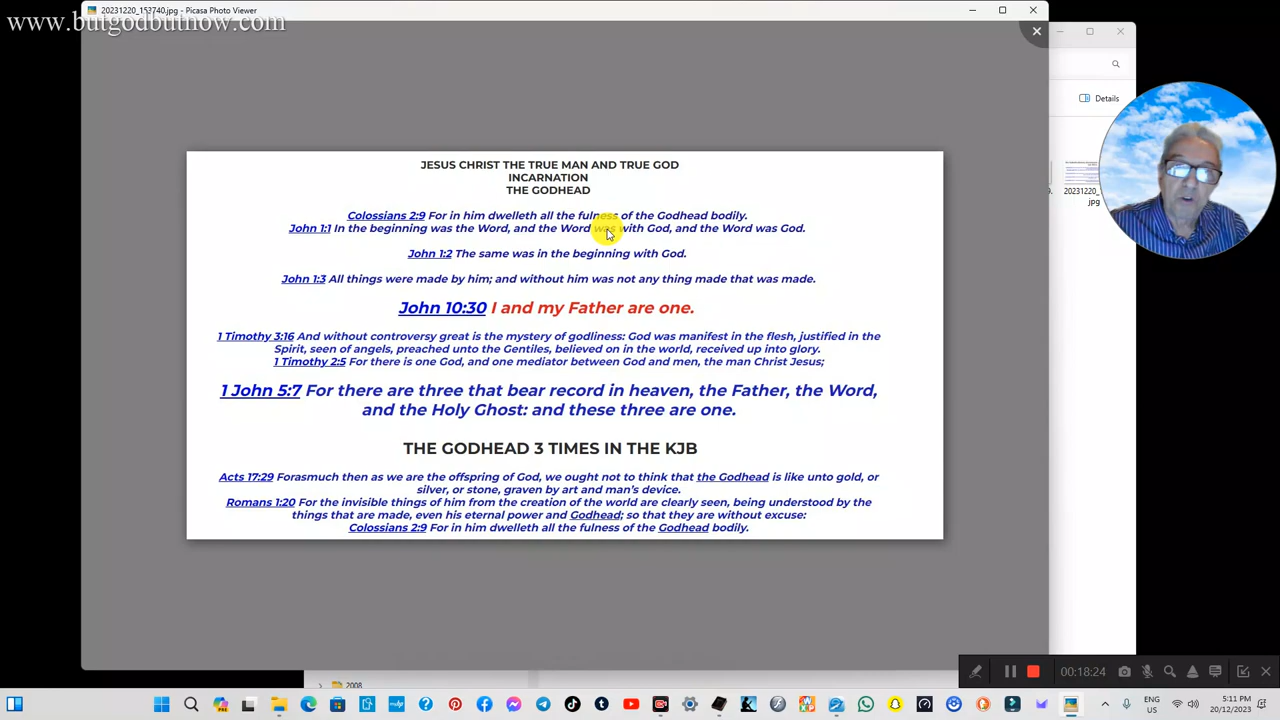 20231220_153740.jpg - Picasa Photo Viewer
www.butgodbutnow.com
Details
JESUS CHRIST THE TRUE MAN AND TRUE GOD
INCARNATION
THE GODHEAD
Colossians 2:9 For in him dwelleth all the fulness of the Godhead bodily.
John 1:1 In the beginning was the Word, and the Word was with God, and the Word was God.
John 1:2 The same was in the beginning with God.
John 1:3 All things were made by him; and without him was not any thing made that was made.
John 10:30 I and my Father are one.
1 Timothy 3:16 And without controversy great is the mystery of godliness: God was manifest in the flesh, justified in the
Spirit, seen of angels, preached unto the Gentiles, believed on in the world, received up into glory.
1 Timothy 2:5 For there is one God, and one mediator between God and men, the man Christ Jesus;
1 John 5:7 For there are three that bear record in heaven, the Father, the Word,
and the Holy Ghost: and these three are one.
THE GODHEAD 3 TIMES IN THE KJB
Acts 17:29 Forasmuch then as we are the offspring of God, we ought not to think that the Godhead is like unto gold, or
silver, or stone, graven by art and man's device.
Romans 1:20 For the invisible things of him from the creation of the world are clearly seen, being understood by the
things that are made, even his eternal power and Godhead; so that they are without excuse:
Colossians 2:9 For in him dwelleth all the fulness of the Godhead bodily.
20231220_
jpg
00:18:24
2008
ENG
US
5:11 PM
20/12/2023